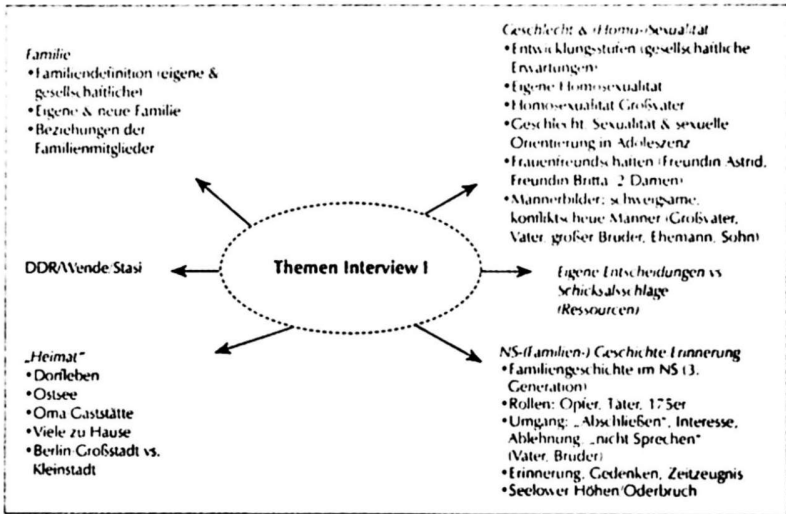 Familie
•Familiendefinition (eigene &
gesellschaftliche)
•Eigene & neue Familie
•Beziehungen der
Familienmitglieder
DDR/Wende/Stasi
„Heimat"
• Dorfleben
• Ostsee
• Oma Gaststätte
• Viele zu Hause
•Berlin-Großstadt vs.
Kleinstadt
Themen Interview I
Geschlecht & (Homo-)Sexualität
•Entwicklungsstufen (gesellschaftliche
Erwartungen)
•Eigene Homosexualität
•Homosexualität Großvater
•Geschlecht, Sexualität & sexuelle
Orientierung in Adoleszenz
•Frauenfreundschaften (Freundin Astrid,
Freundin Britta, 2 Damen)
•Männerbilder: schweigsame,
konfliktscheue Männer (Großvater,
Vater, großer Bruder, Ehemann, Sohn)
Eigene Entscheidungen vs
Schicksalsschläge
(Ressourcen)
NS-(Familien-) Geschichte Erinnerung
•Familiengeschichte im NS (3.
Generation)
•Rollen: Opfer, Täter, 175er
•Umgang: „Abschließen", Interesse,
Ablehnung, „nicht Sprechen"
(Vater, Bruder)
•Erinnerung, Gedenken, Zeitzeugnis
•Seelower Höhen/Oderbruch